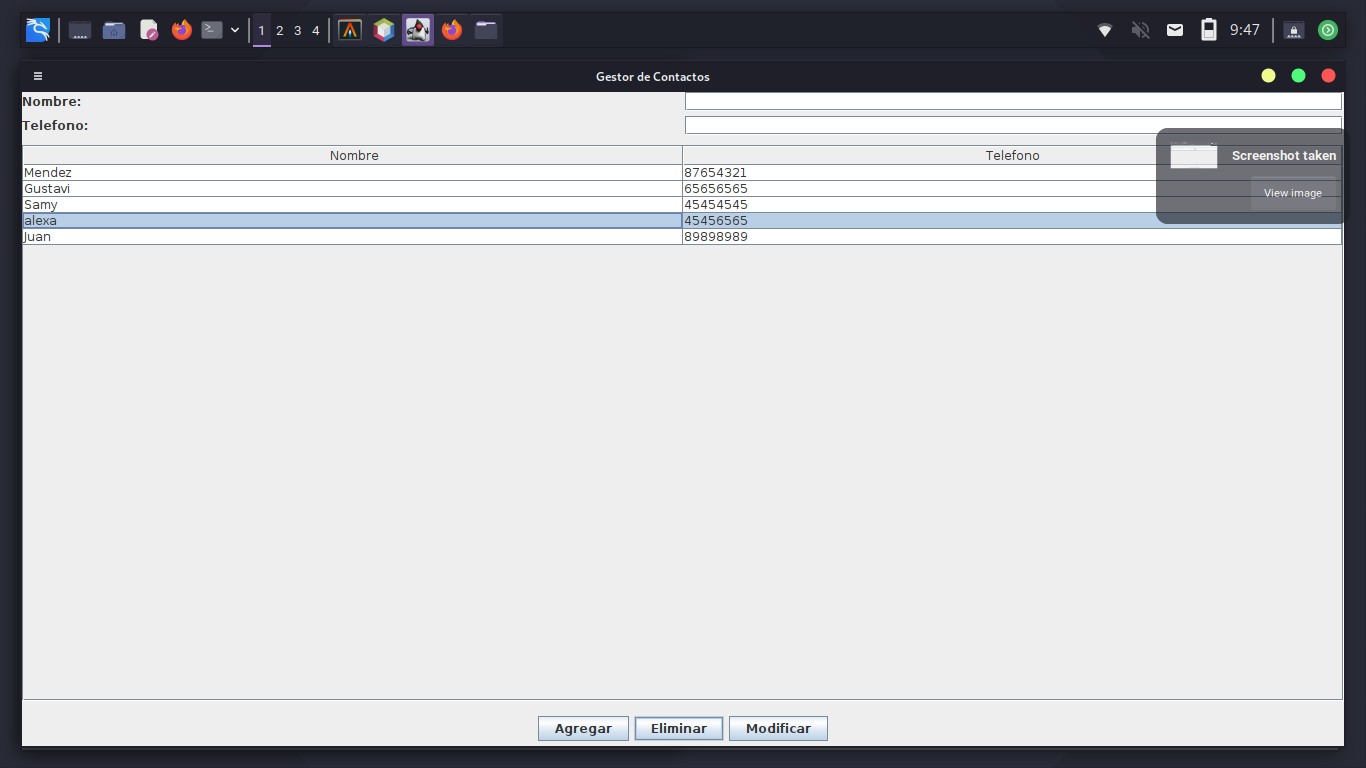 1 2 3 4
9:47
Gestor de Contactos
Nombre:
Telefono:
Screenshot taken
View image
Nombre Telefono
Mendez 87654321
Gustavi 65656565
Samy 45454545
alexa 45456565
Juan 89898989
Agregar Eliminar Modificar